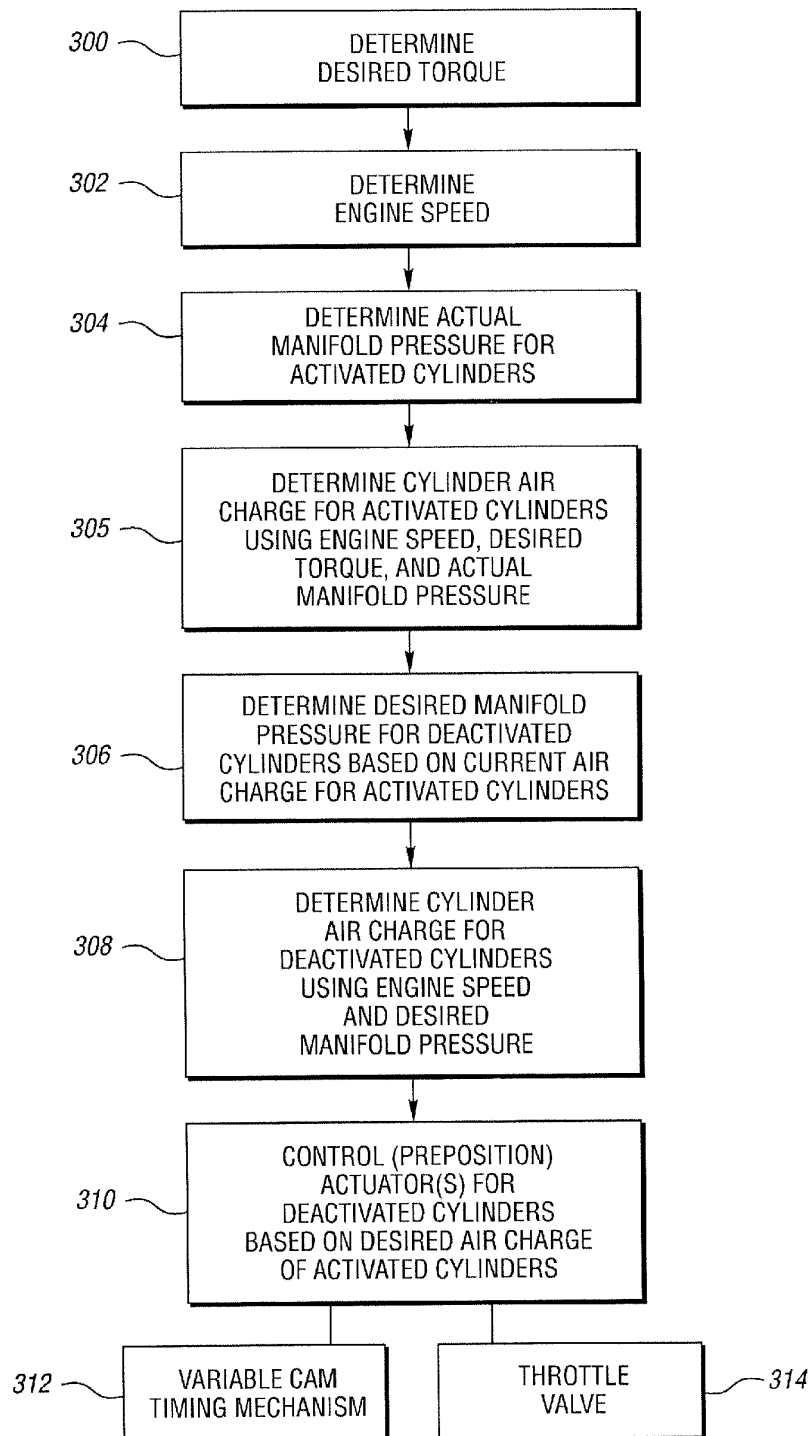 300
DETERMINE
DESIRED TORQUE
302
DETERMINE
ENGINE SPEED
304
DETERMINE ACTUAL
MANIFOLD PRESSURE FOR
ACTIVATED CYLINDERS
305
DETERMINE CYLINDER AIR
CHARGE FOR ACTIVATED CYLINDERS
USING ENGINE SPEED, DESIRED
TORQUE, AND ACTUAL
MANIFOLD PRESSURE
306
DETERMINE DESIRED MANIFOLD
PRESSURE FOR DEACTIVATED
CYLINDERS BASED ON CURRENT AIR
CHARGE FOR ACTIVATED CYLINDERS
308
DETERMINE CYLINDER
AIR CHARGE FOR
DEACTIVATED CYLINDERS
USING ENGINE SPEED
AND DESIRED
MANIFOLD PRESSURE
310
CONTROL (PREPOSITION)
ACTUATOR(S) FOR
DEACTIVATED CYLINDERS
BASED ON DESIRED AIR CHARGE
OF ACTIVATED CYLINDERS
312
VARIABLE CAM
TIMING MECHANISM
THROTTLE
VALVE
314